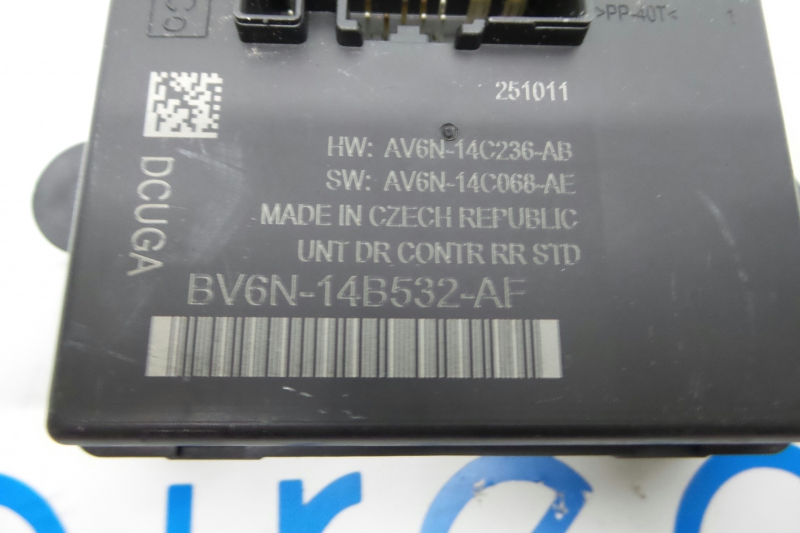 >PP-40T<
251011
HW: AV6N-14C236-AB
SW: AV6N-14C068-AE
MADE IN CZECH REPUBLIC
UNT DR CONTR RR STD
DCUGA
BV6N-14B532-AF